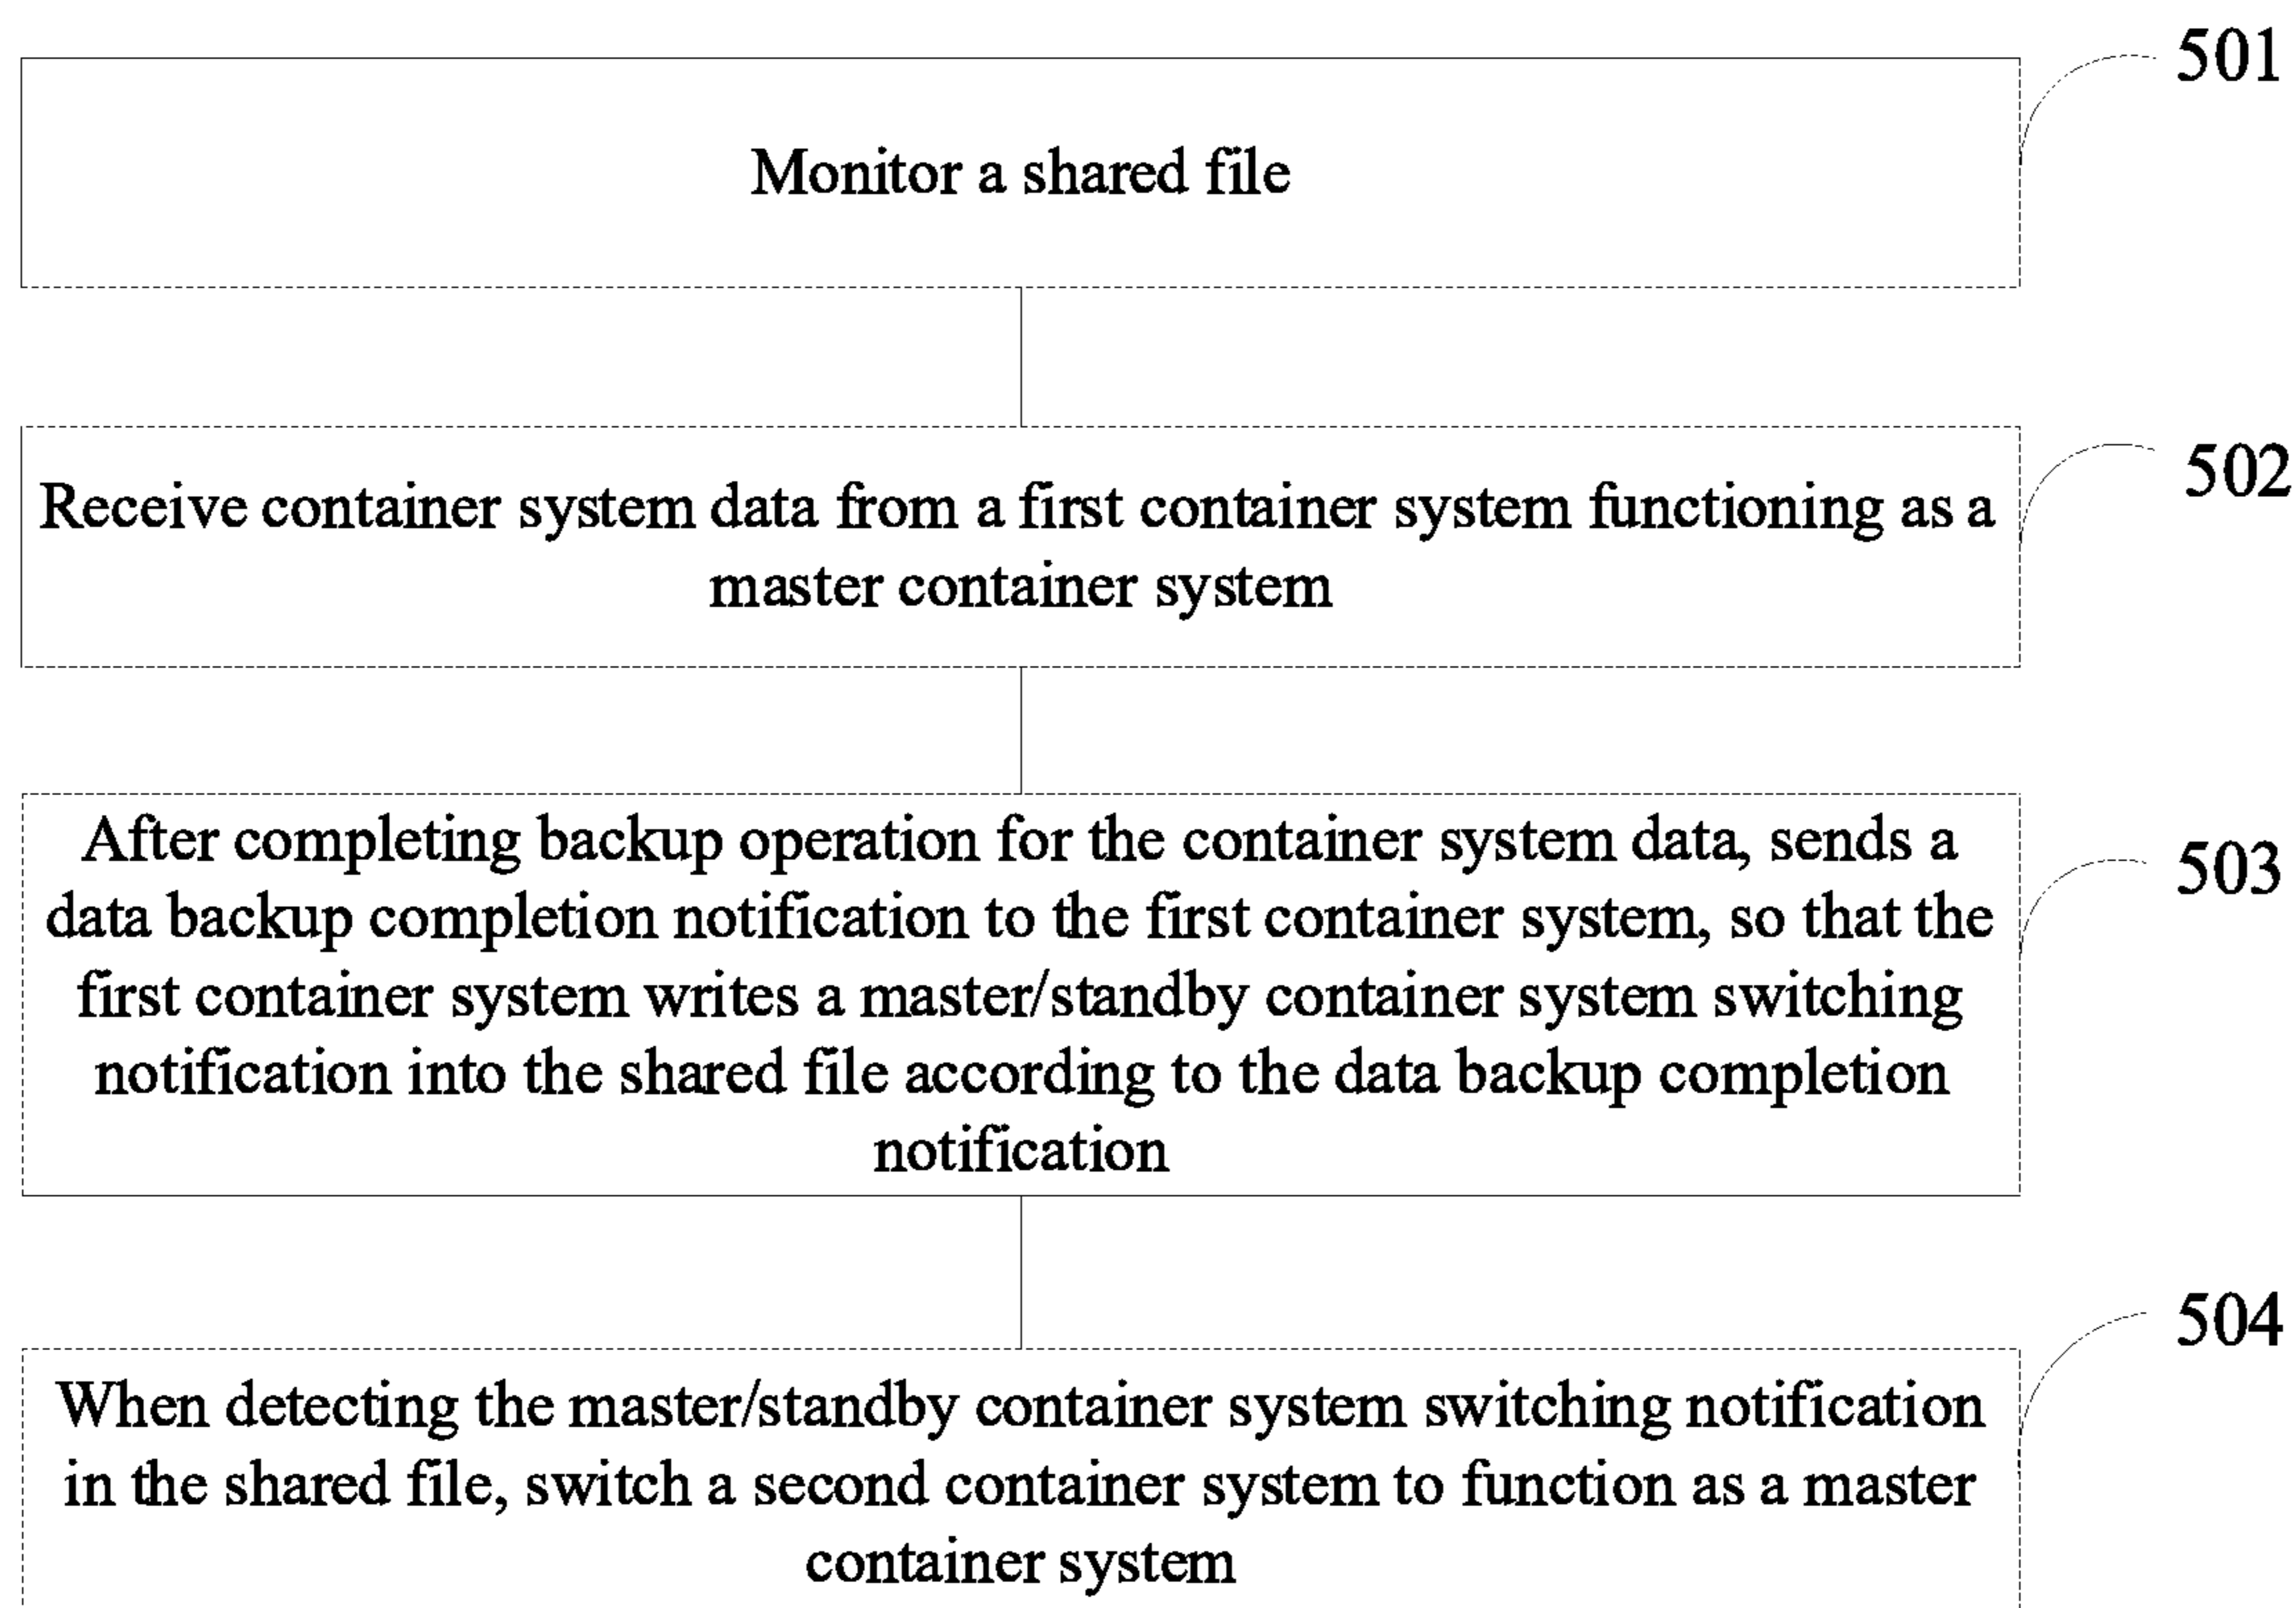 501
Monitor a shared file
502
Receive container system data from a first container system functioning as a
master container system
503
After completing backup operation for the container system data, sends a
data backup completion notification to the first container system, so that the
first container system writes a master/standby container system switching
notification into the shared file according to the data backup completion
notification
504
When detecting the master/standby container system switching notification
in the shared file, switch a second container system to function as a master
container system